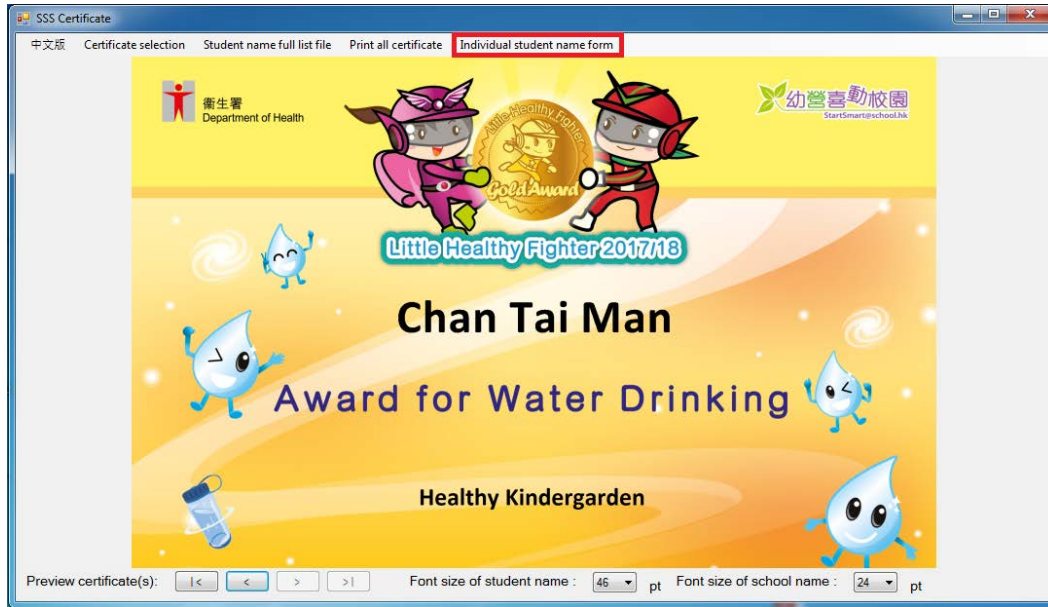 SSS Certificate
中文版 Certificate selection Student name full list file Print all certificate Individual student name form
衞生署
Department of Health
Little Healthy Fighter
Gold Award
幼營喜動校園
StartSmart@school.hk
Little Healthy Fighter 2017/18
Chan Tai Man
Award for Water Drinking
Healthy Kindergarden
Preview certificate(s): |< < > >| Font size of student name : 46 pt Font size of school name : 24 pt